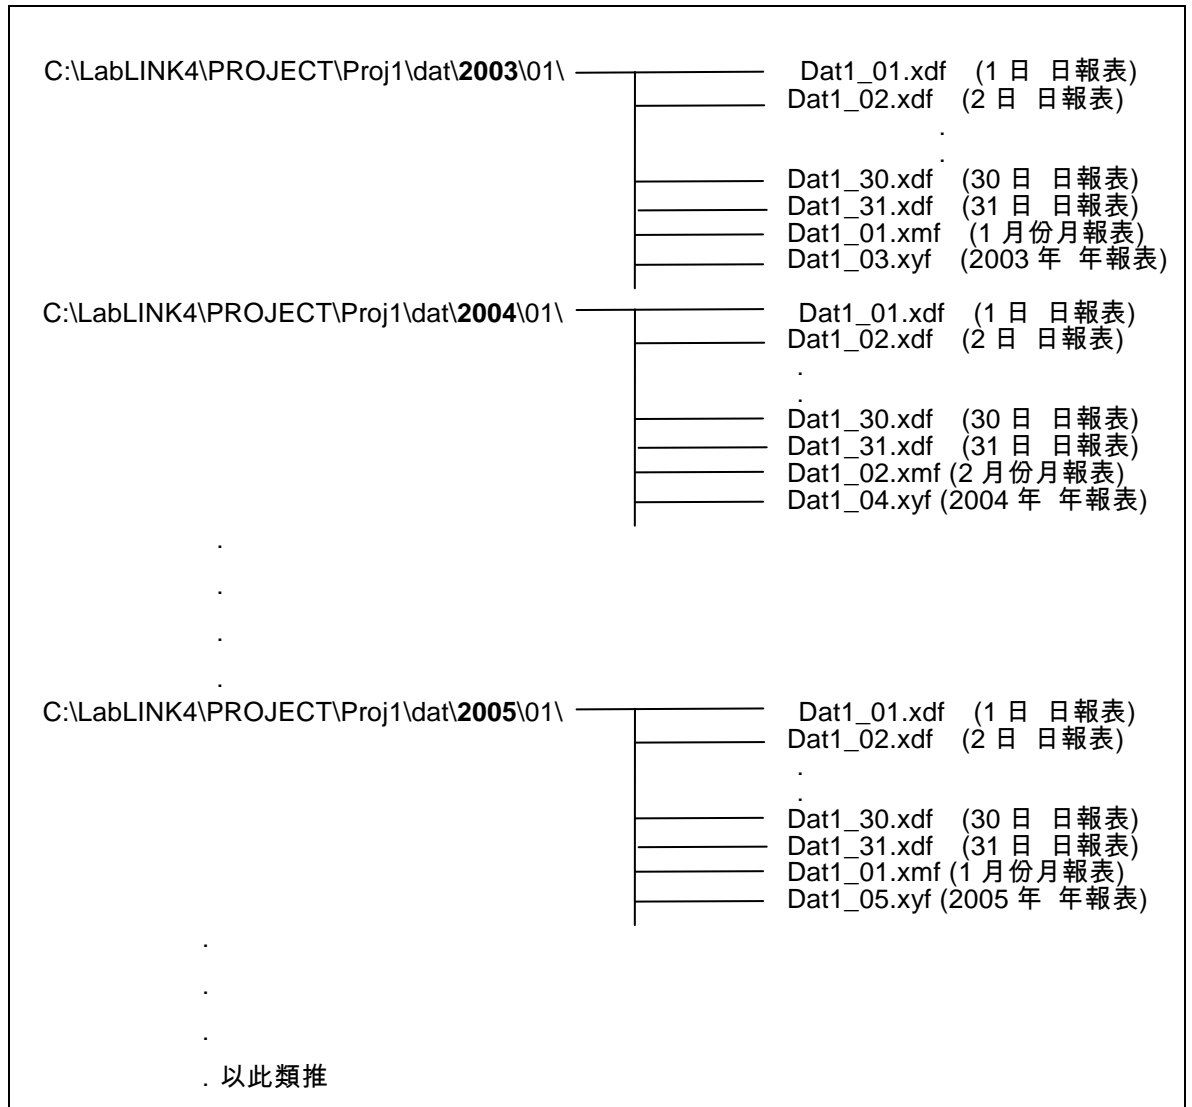 C:\LabLINK4\PROJECT\Proj1\dat\2003\01\ Dat1_01.xdf (1 日 日報表)
Dat1_02.xdf (2 日 日報表)
.
.
Dat1_30.xdf (30 日 日報表)
Dat1_31.xdf (31 日 日報表)
Dat1_01.xmf (1 月份月報表)
Dat1_03.xyf (2003 年 年報表)
C:\LabLINK4\PROJECT\Proj1\dat\2004\01\ Dat1_01.xdf (1 日 日報表)
Dat1_02.xdf (2 日 日報表)
.
.
Dat1_30.xdf (30 日 日報表)
Dat1_31.xdf (31 日 日報表)
Dat1_02.xmf (2 月份月報表)
Dat1_04.xyf (2004 年 年報表)
.
.
.
.
C:\LabLINK4\PROJECT\Proj1\dat\2005\01\ Dat1_01.xdf (1 日 日報表)
Dat1_02.xdf (2 日 日報表)
.
.
Dat1_30.xdf (30 日 日報表)
Dat1_31.xdf (31 日 日報表)
Dat1_01.xmf (1 月份月報表)
Dat1_05.xyf (2005 年 年報表)
.
.
.
. 以此類推